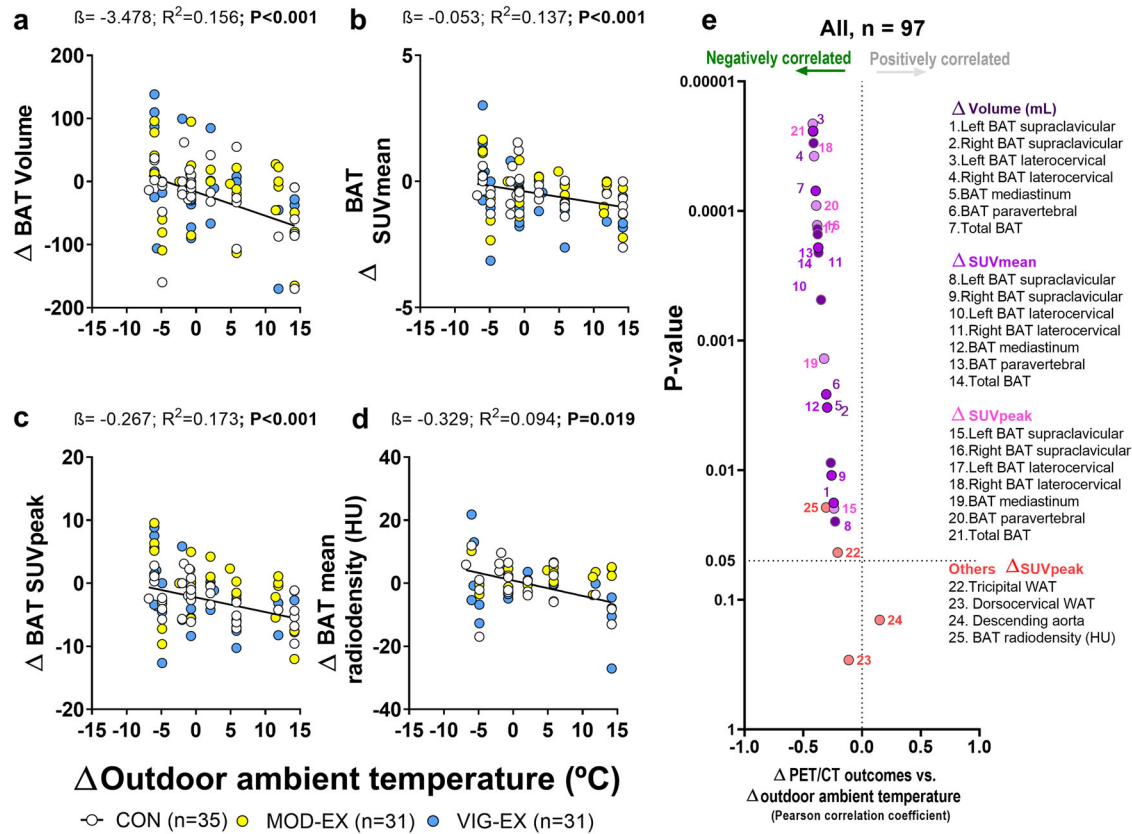 a
ß= -3.478; R2=0.156; P<0.001
Δ BAT Volume
200
100
0
-100
-200
-15 -10 -5 0 5 10 15
b
ß= -0.053; R2=0.137; P<0.001
Δ BAT
SUVmean
5
0
-5
-15 -10 -5 0 5 10 15
c
ß= -0.267; R2=0.173; P<0.001
Δ BAT SUVpeak
20
10
0
-10
-20
-15 -10 -5 0 5 10 15
d
ß= -0.329; R2=0.094; P=0.019
Δ BAT mean
radiodensity (HU)
40
20
0
-20
-40
-15 -10 -5 0 5 10 15
Δ Outdoor ambient temperature (ºC)
CON (n=35) MOD-EX (n=31) VIG-EX (n=31)
e
All, n = 97
Negatively correlated Positively correlated
P-value
0.00001
0.0001
0.001
0.01
0.05
0.1
1
3
21
18
4
7
20
16
17
13
14
11
10
19
6
12
5
2
9
1
25
15
8
22
24
23
-1.0 -0.5 0.0 0.5 1.0
Δ PET/CT outcomes vs.
Δ outdoor ambient temperature
(Pearson correlation coefficient)
Δ Volume (mL)
1.Left BAT supraclavicular
2.Right BAT supraclavicular
3.Left BAT laterocervical
4.Right BAT laterocervical
5.BAT mediastinum
6.BAT paravertebral
7.Total BAT
Δ SUVmean
8.Left BAT supraclavicular
9.Right BAT supraclavicular
10.Left BAT laterocervical
11.Right BAT laterocervical
12.BAT mediastinum
13.BAT paravertebral
14.Total BAT
Δ SUVpeak
15.Left BAT supraclavicular
16.Right BAT supraclavicular
17.Left BAT laterocervical
18.Right BAT laterocervical
19.BAT mediastinum
20.BAT paravertebral
21.Total BAT
Others ΔSUVpeak
22.Tricipital WAT
23. Dorsocervical WAT
24. Descending aorta
25. BAT radiodensity (HU)